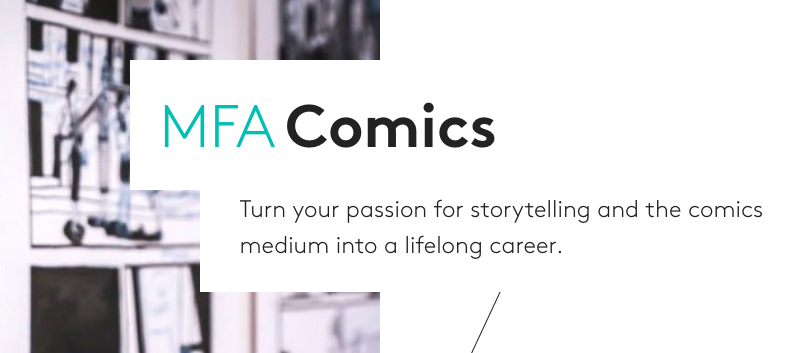 MFA Comics
Turn your passion for storytelling and the comics
medium into a lifelong career.